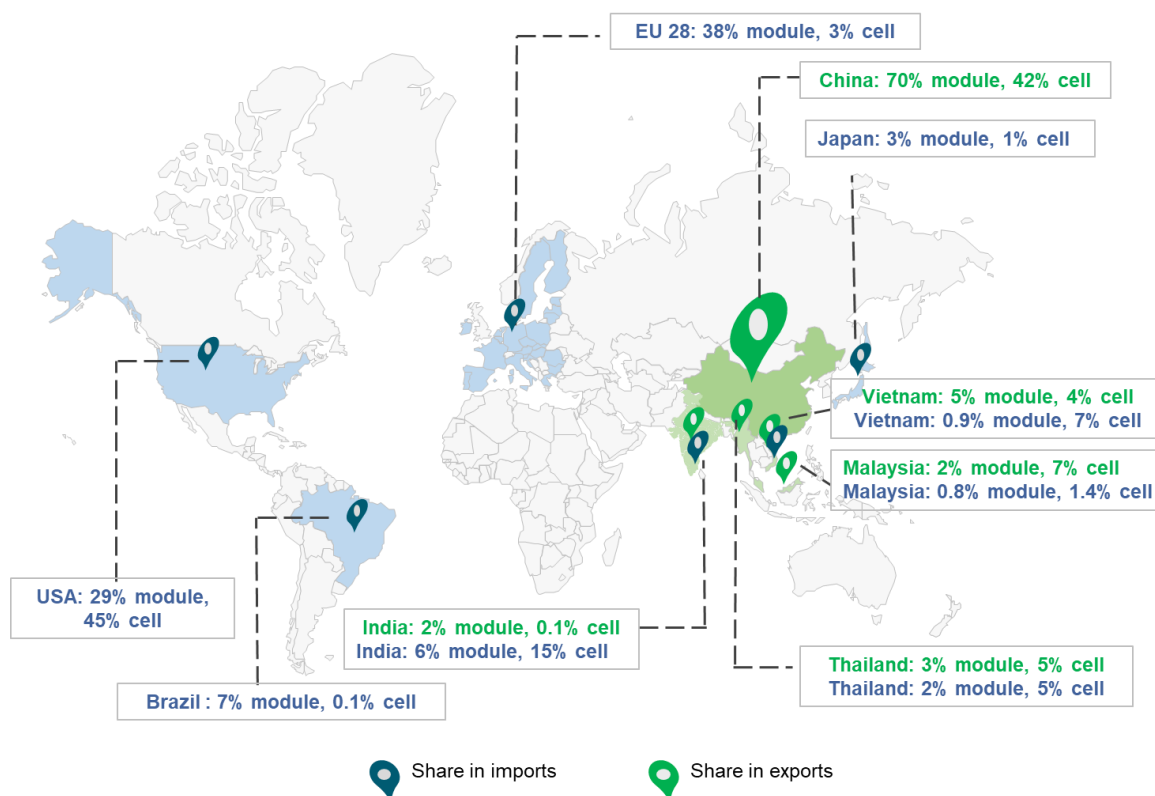 EU 28: 38% module, 3% cell
China: 70% module, 42% cell
Japan: 3% module, 1% cell
Vietnam: 5% module, 4% cell
Vietnam: 0.9% module, 7% cell
Malaysia: 2% module, 7% cell
Malaysia: 0.8% module, 1.4% cell
USA: 29% module,
45% cell
India: 2% module, 0.1% cell
India: 6% module, 15% cell
Thailand: 3% module, 5% cell
Thailand: 2% module, 5% cell
Brazil : 7% module, 0.1% cell
Share in imports
Share in exports